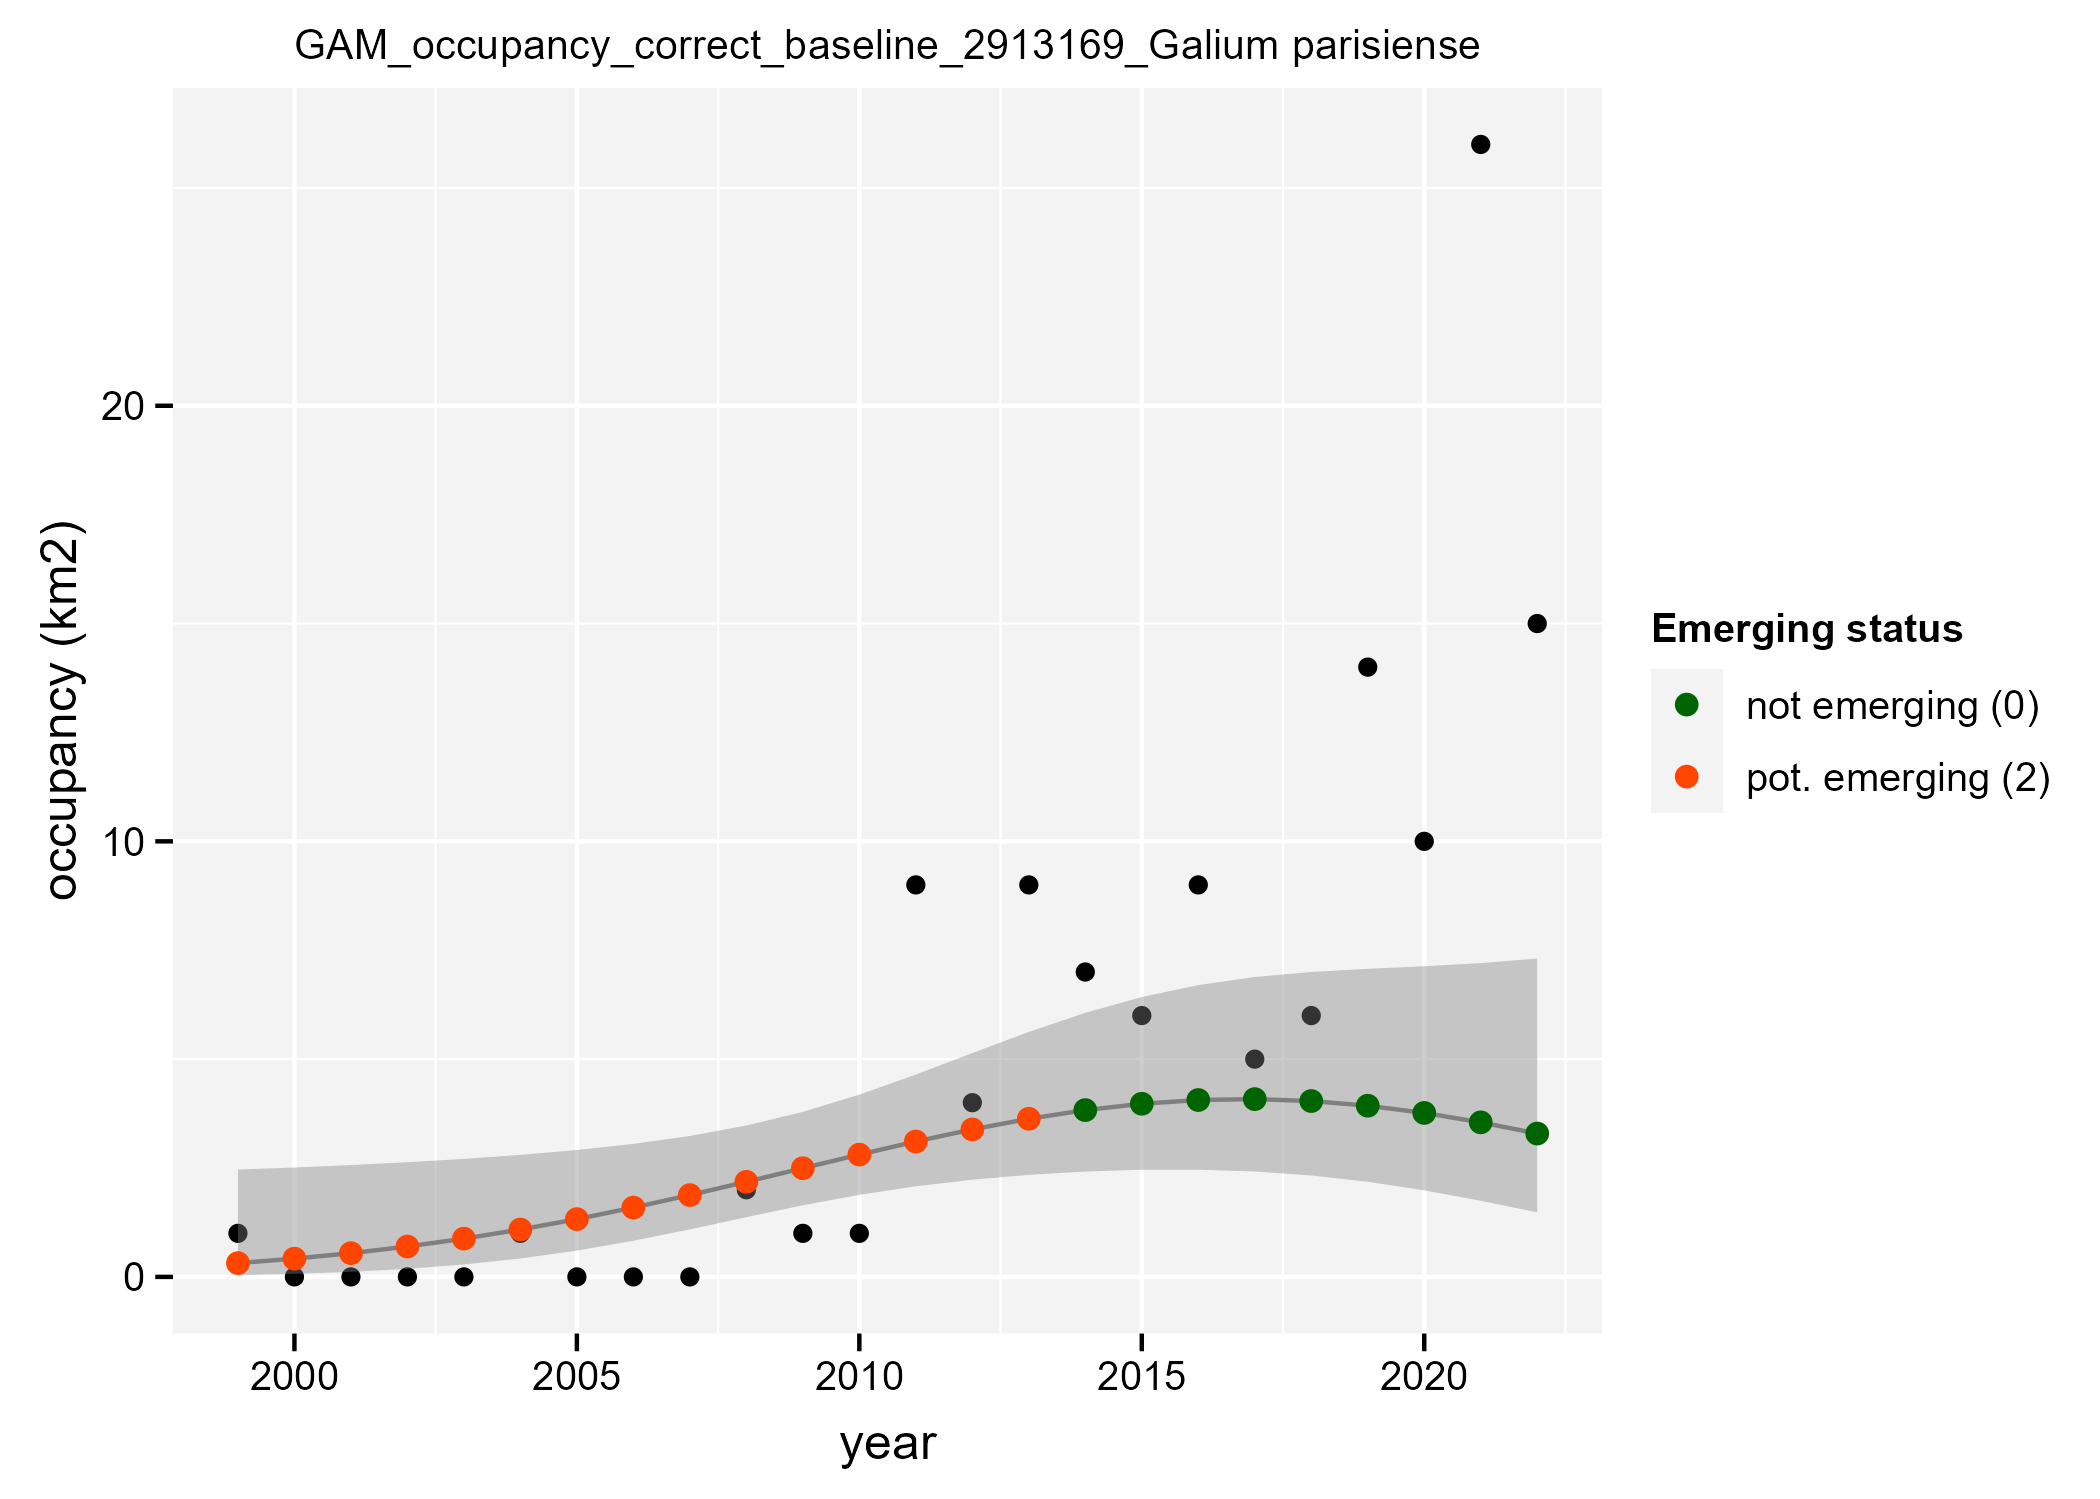 GAM_occupancy_correct_baseline_2913169_Galium parisiense
occupancy (km2)
20
10
0
2000 2005 2010 2015 2020
year
Emerging status
not emerging (0)
pot. emerging (2)